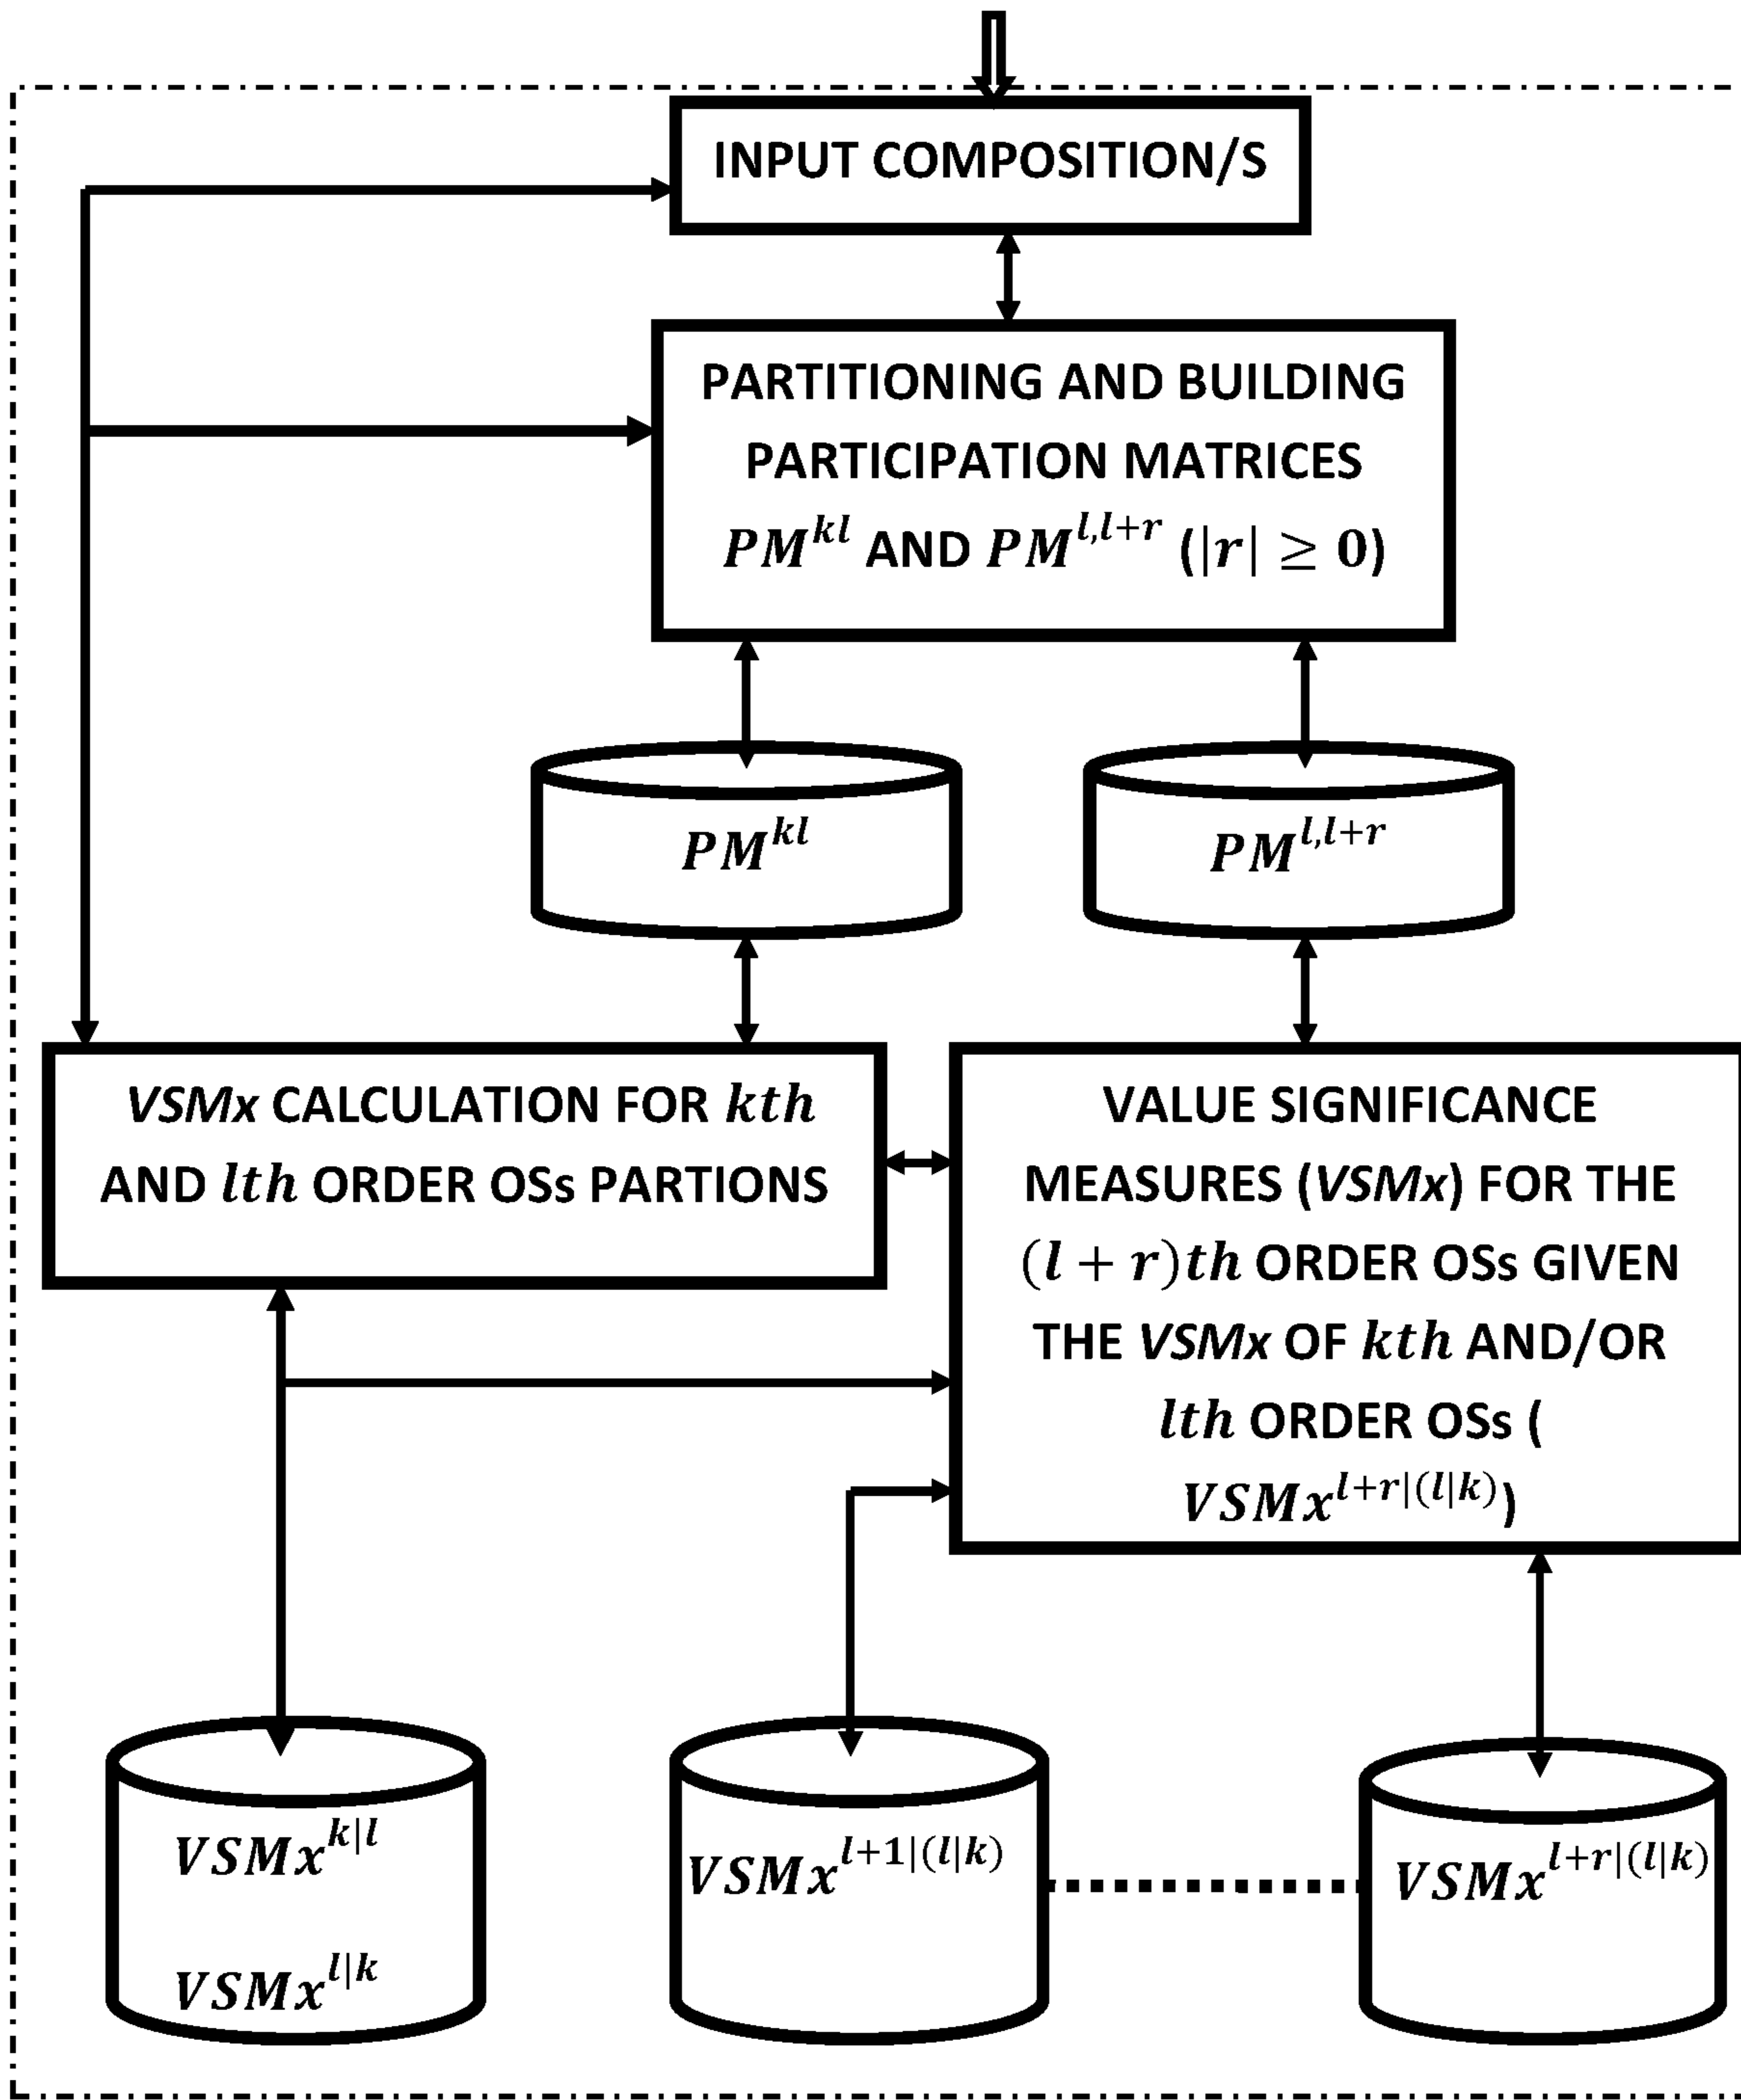 INPUT COMPOSITION/S
PARTITIONING AND BUILDING
PARTICIPATION MATRICES
PM^{kl} AND PM^{l,l+r} (|r| ≥ 0)
PM^{kl}
PM^{l,l+r}
VSMx CALCULATION FOR kth
AND lth ORDER OSs PARTIONS
VALUE SIGNIFICANCE
MEASURES (VSMx) FOR THE
(l + r)th ORDER OSs GIVEN
THE VSMx OF kth AND/OR
lth ORDER OSs (
VSMx^{l+r|(l|k)})
VSMx^{k|l}
VSMx^{l|k}
VSMx^{l+1|(l|k)}
VSMx^{l+r|(l|k)}